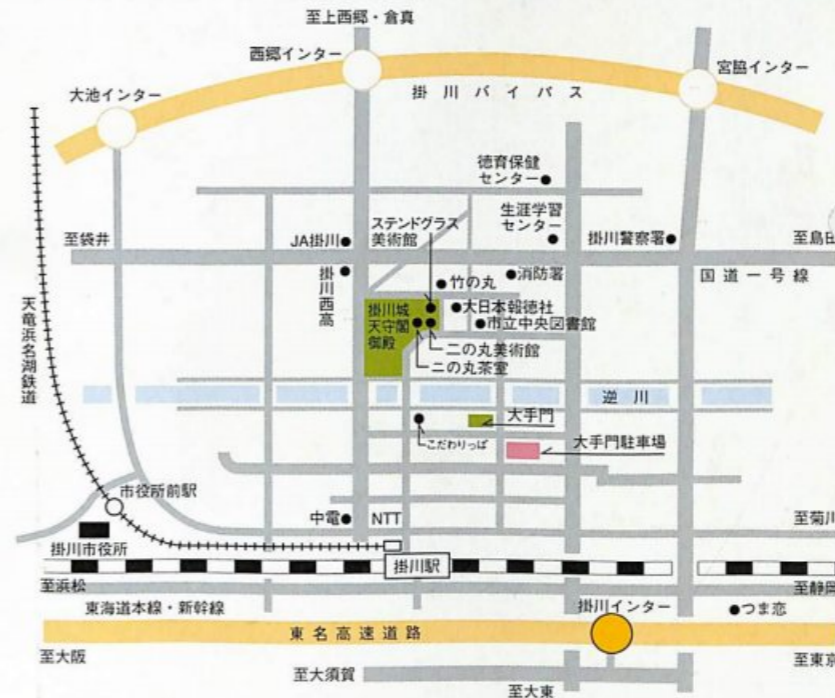 至上西郷・倉真
西郷インター
宮脇インター
大池インター
掛川バイパス
徳育保健
センター
生涯学習
センター
ステンドグラス
美術館
至袋井
JA掛川
掛川警察署
至島田
国道一号線
掛川西高
竹の丸
消防署
天竜浜名湖鉄道
掛川城
天守閣
御殿
大日本報徳社
市立中央図書館
二の丸美術館
二の丸茶室
逆川
大手門
こだわりっぱ
大手門駐車場
市役所前駅
中電
NTT
至菊川
掛川市役所
掛川駅
至浜松
至静岡
東海道本線・新幹線
掛川インター
つま恋
東名高速道路
至大阪
至東京
至大須賀
至大東